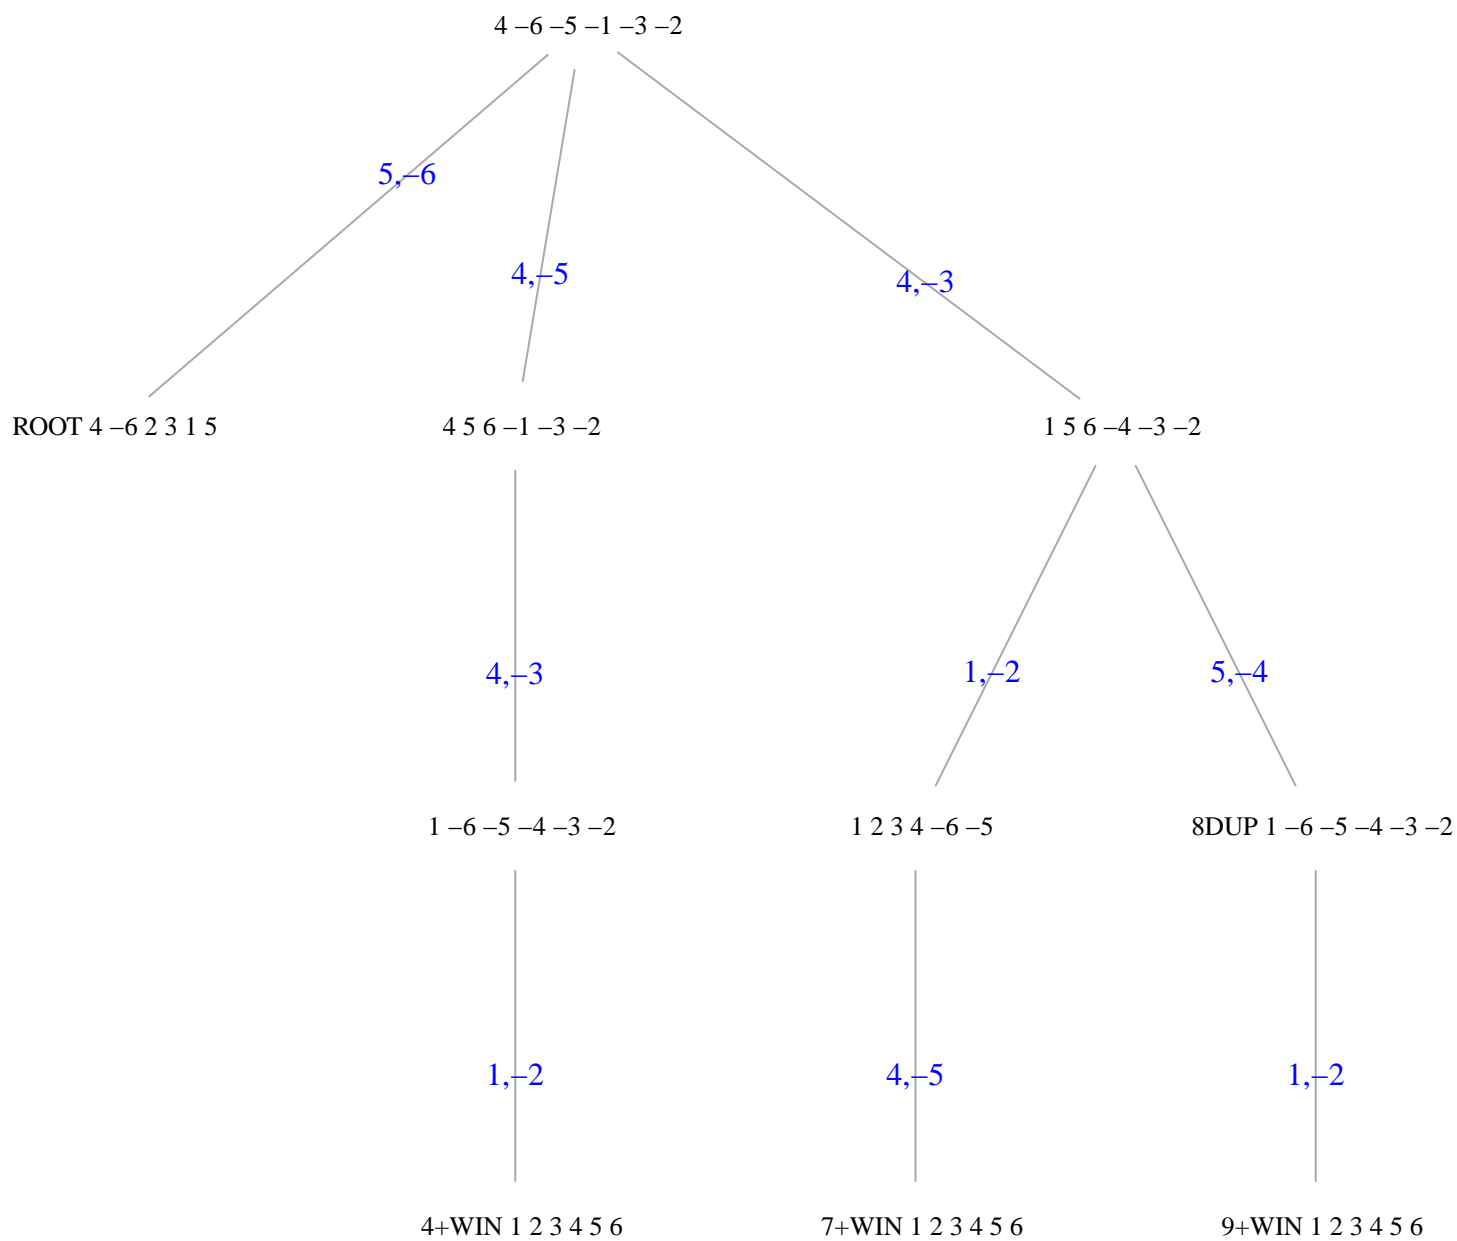 4 –6 –5 –1 –3 –2
5,–6
4,–5
4,–3
ROOT 4 –6 2 3 1 5
4 5 6 –1 –3 –2
1 5 6 –4 –3 –2
4,–3
1,–2
5,–4
1 –6 –5 –4 –3 –2
1 2 3 4 –6 –5
8DUP 1 –6 –5 –4 –3 –2
1,–2
4,–5
1,–2
4+WIN 1 2 3 4 5 6
7+WIN 1 2 3 4 5 6
9+WIN 1 2 3 4 5 6